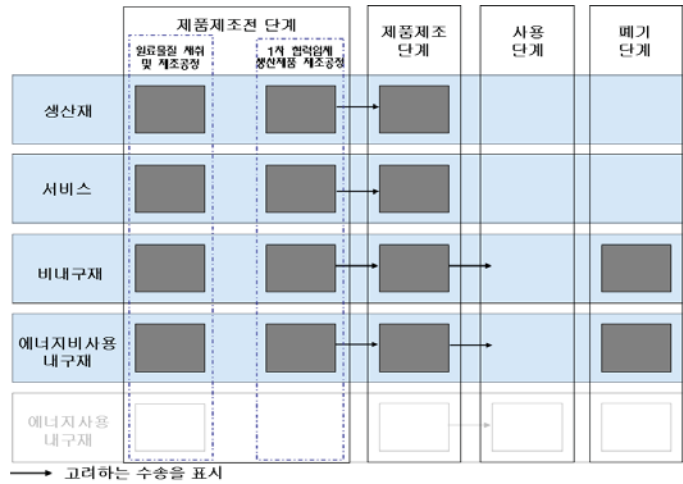 제품제조전 단계
제품제조
단계
사용
단계
폐기
단계
원료물질 채취
및 제조공정
1차 협력업체
생산제품 제조공정
생산재
서비스
비내구재
에너지비사용
내구재
에너지사용
내구재
고려하는 수송을 표시